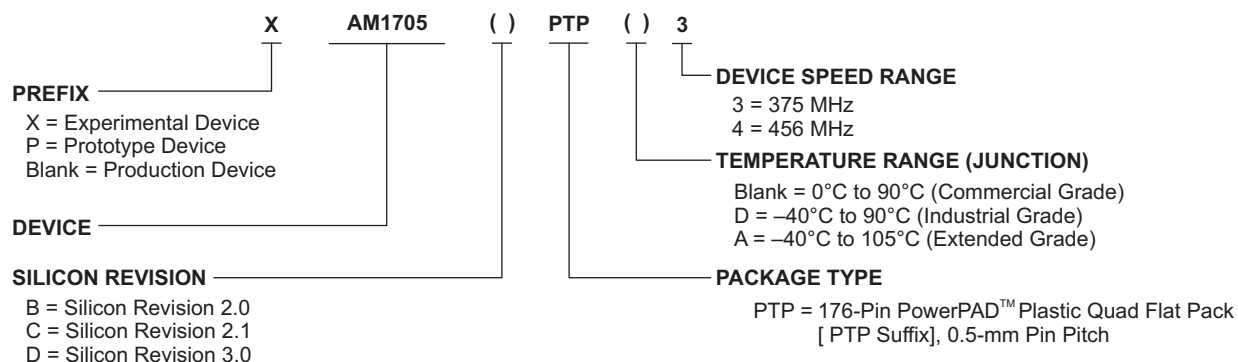 X AM1705 ( ) PTP ( ) 3
PREFIX
X = Experimental Device
P = Prototype Device
Blank = Production Device
DEVICE
SILICON REVISION
B = Silicon Revision 2.0
C = Silicon Revision 2.1
D = Silicon Revision 3.0
DEVICE SPEED RANGE
3 = 375 MHz
4 = 456 MHz
TEMPERATURE RANGE (JUNCTION)
Blank = 0°C to 90°C (Commercial Grade)
D = –40°C to 90°C (Industrial Grade)
A = –40°C to 105°C (Extended Grade)
PACKAGE TYPE
PTP = 176-Pin PowerPAD™ Plastic Quad Flat Pack
[ PTP Suffix], 0.5-mm Pin Pitch